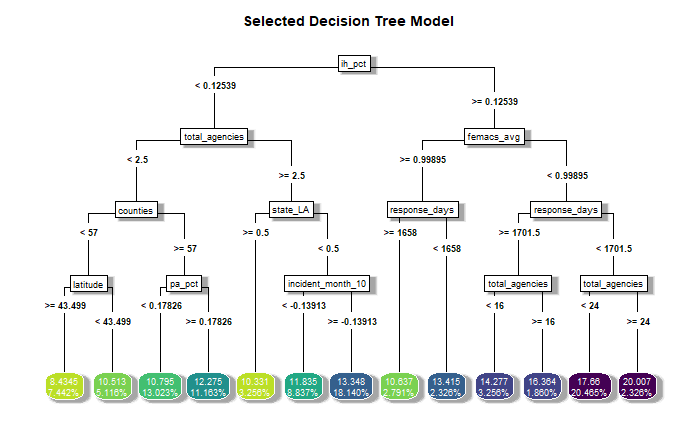 Selected Decision Tree Model
ih_pct
< 0.12539
>= 0.12539
total_agencies
femacs_avg
< 2.5
>= 2.5
>= 0.99895
< 0.99895
counties
state_LA
response_days
response_days
< 57
>= 57
>= 0.5
< 0.5
>= 1658
< 1658
>= 1701.5
< 1701.5
latitude
pa_pct
incident_month_10
total_agencies
total_agencies
>= 43.499
< 43.499
< 0.17826
>= 0.17826
< -0.13913
>= -0.13913
< 16
>= 16
< 24
>= 24
8.4345 10.513 10.795 12.275 10.331 11.835 13.348 10.637 13.415 14.277 16.364 17.66 20.007
7.442% 5.116% 13.023% 11.163% 3.256% 8.837% 18.140% 2.791% 2.326% 3.256% 1.860% 20.465% 2.326%